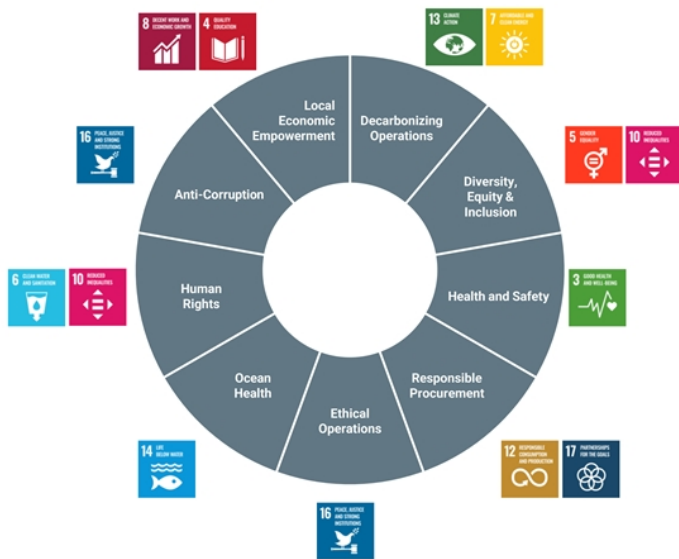 8 DECENT WORK AND
ECONOMIC GROWTH
4 QUALITY
EDUCATION
13 CLIMATE
ACTION
7 AFFORDABLE AND
CLEAN ENERGY
Local
Economic
Empowerment
Decarbonizing
Operations
16 PEACE, JUSTICE
AND STRONG
INSTITUTIONS
5 GENDER
EQUALITY
10 REDUCED
INEQUALITIES
Anti-Corruption
Diversity,
Equity &
Inclusion
6 CLEAN WATER
AND SANITATION
10 REDUCED
INEQUALITIES
Human
Rights
Health and Safety
3 GOOD HEALTH
AND WELL-BEING
Ocean
Health
Responsible
Procurement
Ethical
Operations
14 LIFE
BELOW WATER
12 RESPONSIBLE
CONSUMPTION
AND PRODUCTION
17 PARTNERSHIPS
FOR THE GOALS
16 PEACE, JUSTICE
AND STRONG
INSTITUTIONS